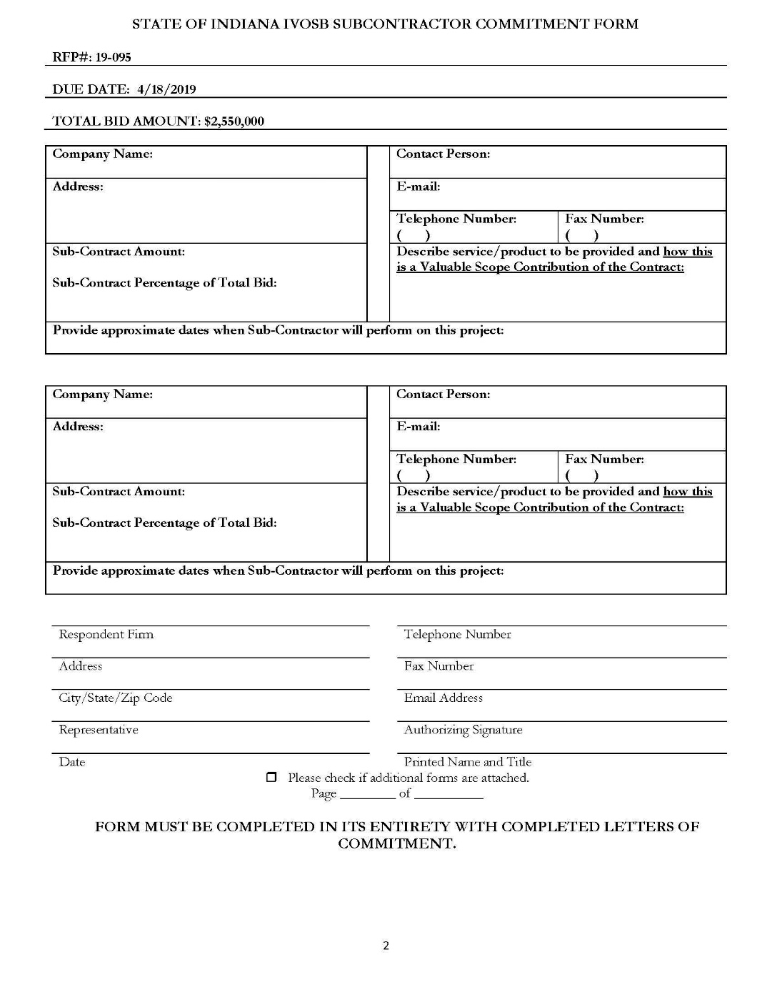 STATE OF INDIANA IVOSB SUBCONTRACTOR COMMITMENT FORM
RFP#: 19-095
DUE DATE: 4/18/2019
TOTAL BID AMOUNT: $2,550,000
Company Name:
Contact Person:
Address:
E-mail:
Telephone Number:
Fax Number:
( )
( )
Sub-Contract Amount:
Describe service/product to be provided and how this
is a Valuable Scope Contribution of the Contract:
Sub-Contract Percentage of Total Bid:
Provide approximate dates when Sub-Contractor will perform on this project:
Company Name:
Contact Person:
Address:
E-mail:
Telephone Number:
Fax Number:
( )
( )
Sub-Contract Amount:
Describe service/product to be provided and how this
is a Valuable Scope Contribution of the Contract:
Sub-Contract Percentage of Total Bid:
Provide approximate dates when Sub-Contractor will perform on this project:
Respondent Firm
Telephone Number
Address
Fax Number
City/State/Zip Code
Email Address
Representative
Authorizing Signature
Date
Printed Name and Title
Please check if additional forms are attached.
Page ________ of __________
FORM MUST BE COMPLETED IN ITS ENTIRETY WITH COMPLETED LETTERS OF
COMMITMENT.
2